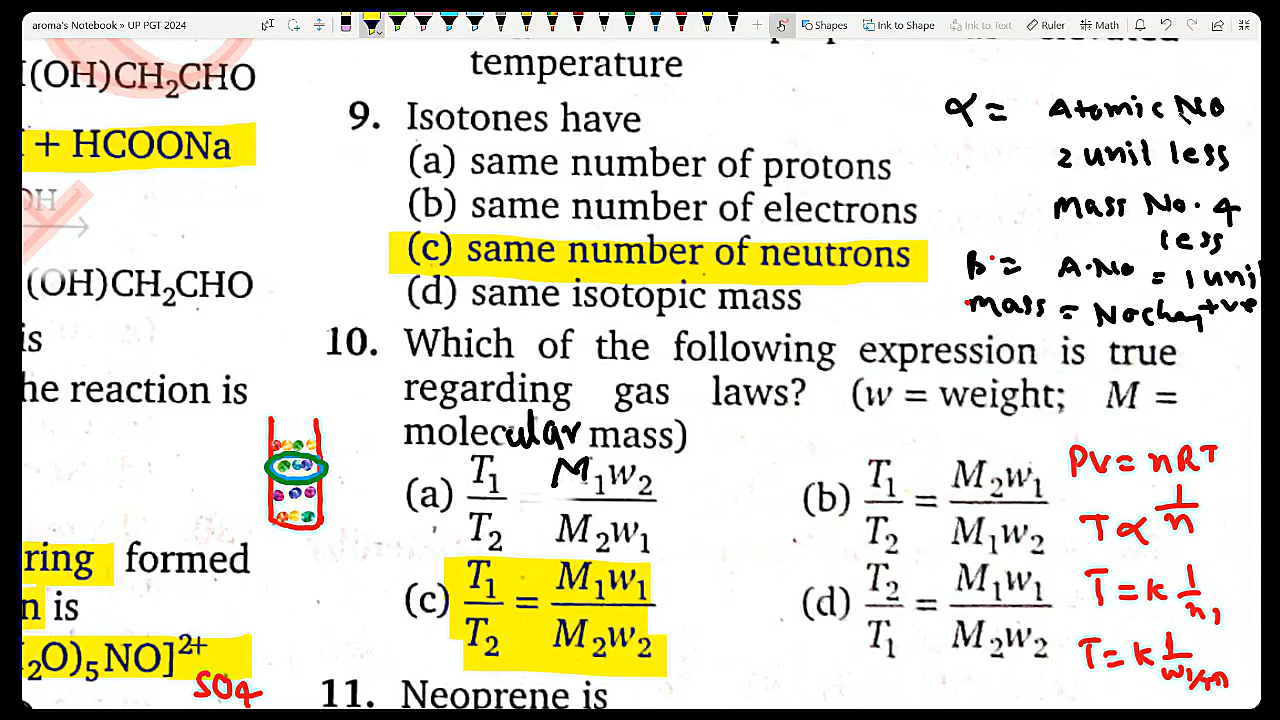 aroma's Notebook » UP PGT 2024
Shapes
Ink to Shape
Ink to Text
Ruler
Math
(OH)CH₂CHO
+ HCOONa
OH
(OH)CH₂CHO
is
he reaction is
ring formed
n is
₂O)₅NO]²⁺
SO₄
temperature
9. Isotones have
(a) same number of protons
(b) same number of electrons
(c) same number of neutrons
(d) same isotopic mass
10. Which of the following expression is true
regarding gas laws? (w = weight; M =
molecular mass)
(a) T₁/T₂ = M₁w₂/M₂w₁
(b) T₁/T₂ = M₂w₁/M₁w₂
(c) T₁/T₂ = M₁w₁/M₂w₂
(d) T₂/T₁ = M₁w₁/M₂w₂
11. Neoprene is
α = Atomic No
2 unit less
mass No. 4
less
B = A.No = 1 unit
mass = No +ve
PV = nRT
T ∝ 1/n
T = K 1/n₁